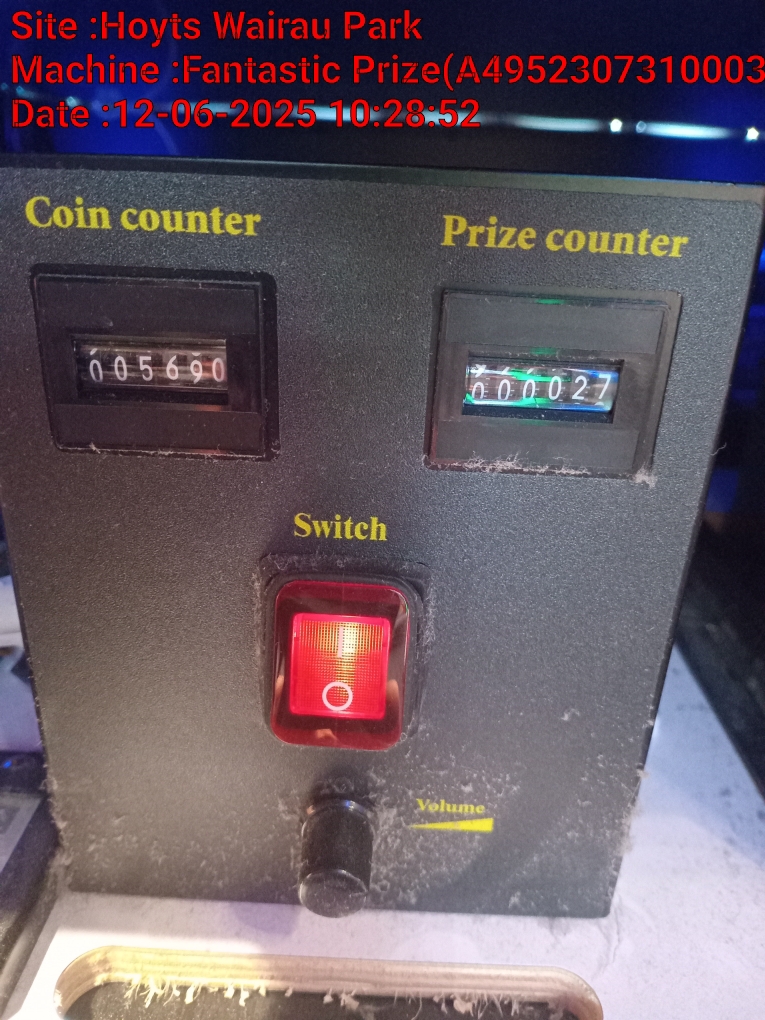 Site :Hoyts Wairau Park
Machine :Fantastic Prize(A4952307310003
Date :12-06-2025 10:28:52
Coin counter
Prize counter
005690
000027
Switch
Volume